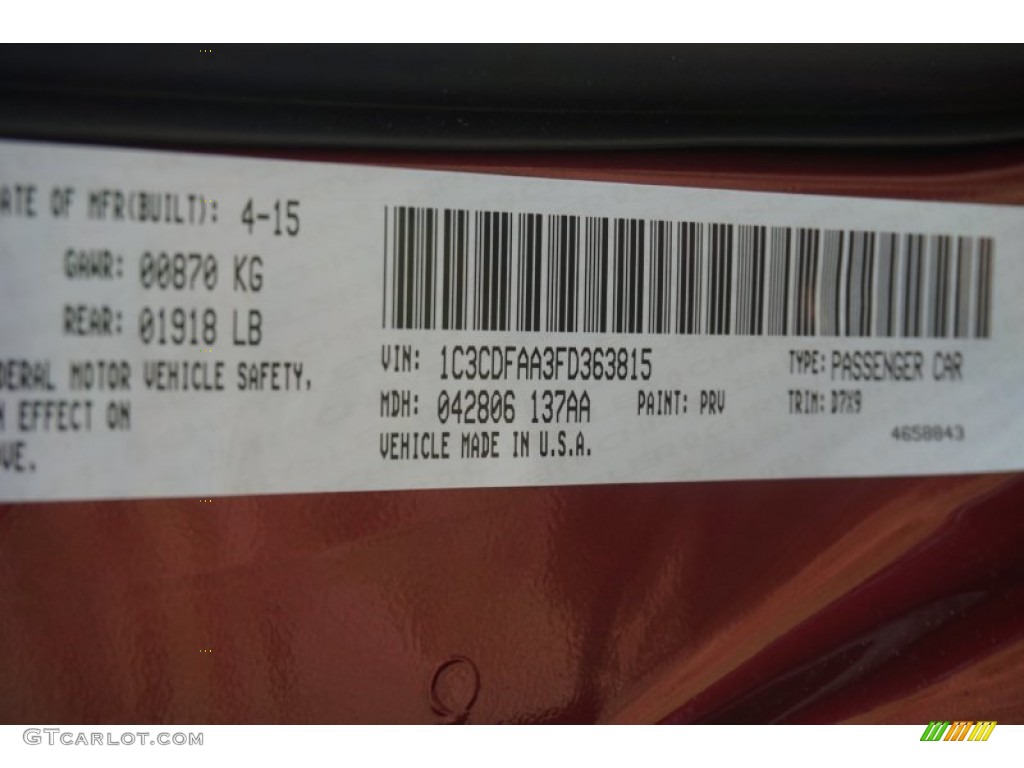 ATE OF MFR(BUILT): 4-15
GAWR: 00870 KG
REAR: 01918 LB
DERAL MOTOR VEHICLE SAFETY,
N EFFECT ON
VE.
VIN: 1C3CDFAA3FD363815 TYPE: PASSENGER CAR
MDH: 042806 137AA PAINT: PRV TRIM: D7X9
VEHICLE MADE IN U.S.A. 4658843
GTCarlot.com